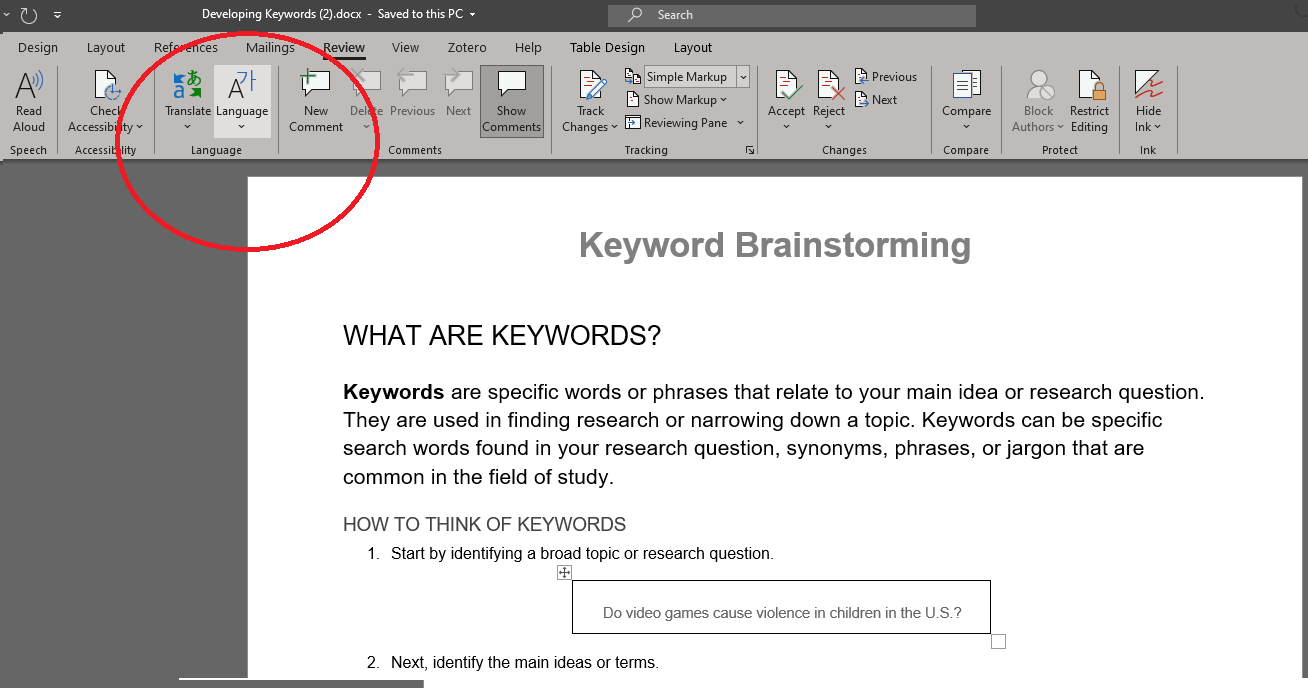 Developing Keywords (2).docx - Saved to this PC
Search
Design Layout References Mailings Review View Zotero Help Table Design Layout
Read Aloud
Check Accessibility
Translate
Language
New Comment
Delete
Previous
Next
Show Comments
Track Changes
Simple Markup
Show Markup
Reviewing Pane
Accept
Reject
Previous
Next
Compare
Block Authors
Restrict Editing
Hide Ink
Speech Accessibility Language Comments Tracking Changes Compare Protect Ink
Keyword Brainstorming
WHAT ARE KEYWORDS?
Keywords are specific words or phrases that relate to your main idea or research question.
They are used in finding research or narrowing down a topic. Keywords can be specific
search words found in your research question, synonyms, phrases, or jargon that are
common in the field of study.
HOW TO THINK OF KEYWORDS
1. Start by identifying a broad topic or research question.
Do video games cause violence in children in the U.S.?
2. Next, identify the main ideas or terms.